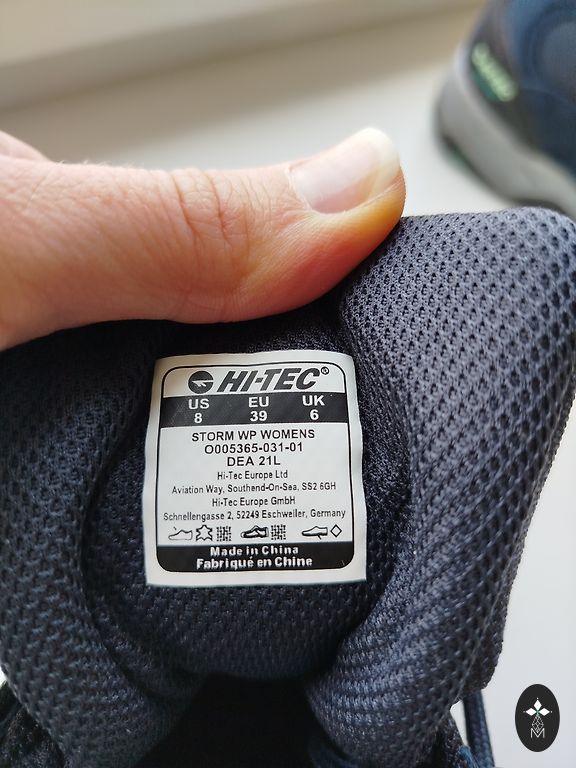 HI-TEC®
US EU UK
8 39 6
STORM WP WOMENS
O005365-031-01
DEA 21L
Hi-Tec Europe Ltd
Aviation Way, Southend-On-Sea, SS2 6GH
Hi-Tec Europe GmbH
Schnellengasse 2, 52249 Eschweiler, Germany
Made in China
Fabriqué en Chine
M